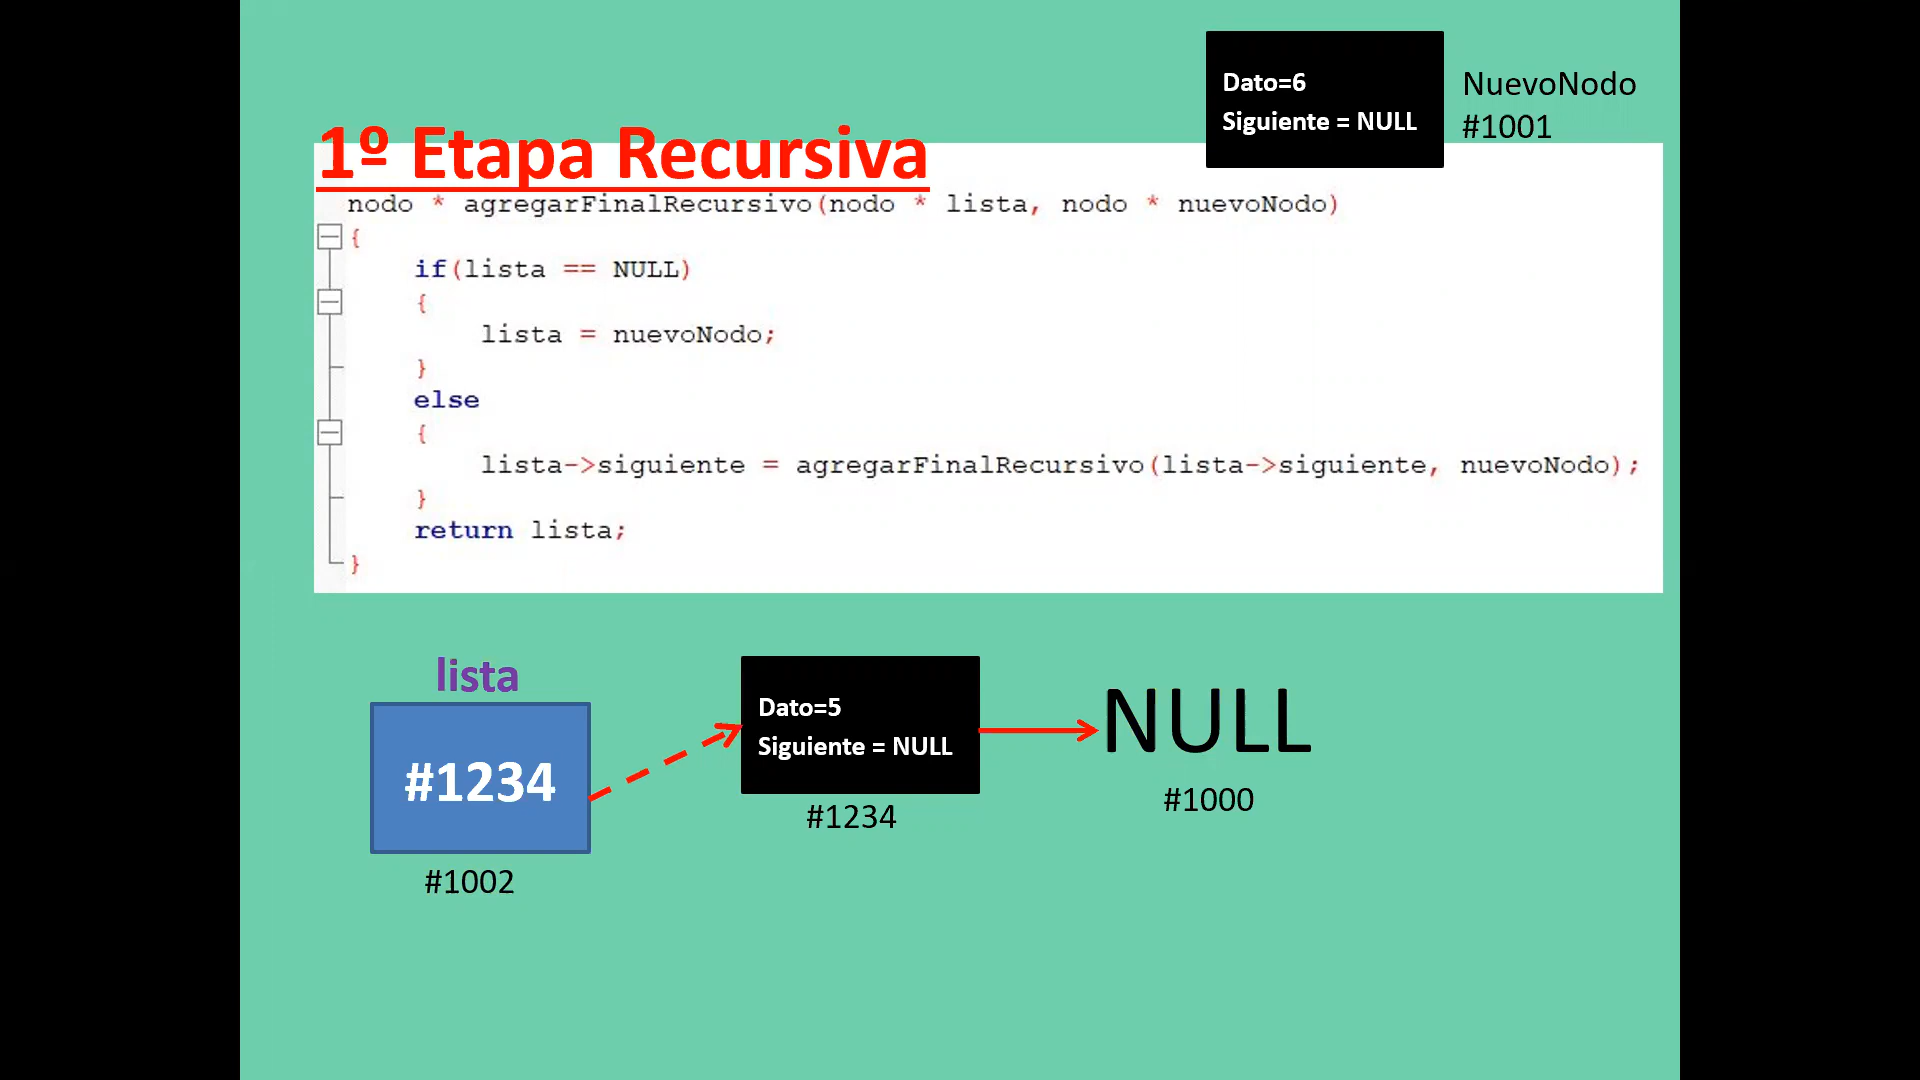 Dato=6
Siguiente = NULL
NuevoNodo
#1001
1º Etapa Recursiva
nodo * agregarFinalRecursivo(nodo * lista, nodo * nuevoNodo)
{
if(lista == NULL)
{
lista = nuevoNodo;
}
else
{
lista->siguiente = agregarFinalRecursivo(lista->siguiente, nuevoNodo);
}
return lista;
}
lista
#1234
#1002
Dato=5
Siguiente = NULL
#1234
NULL
#1000